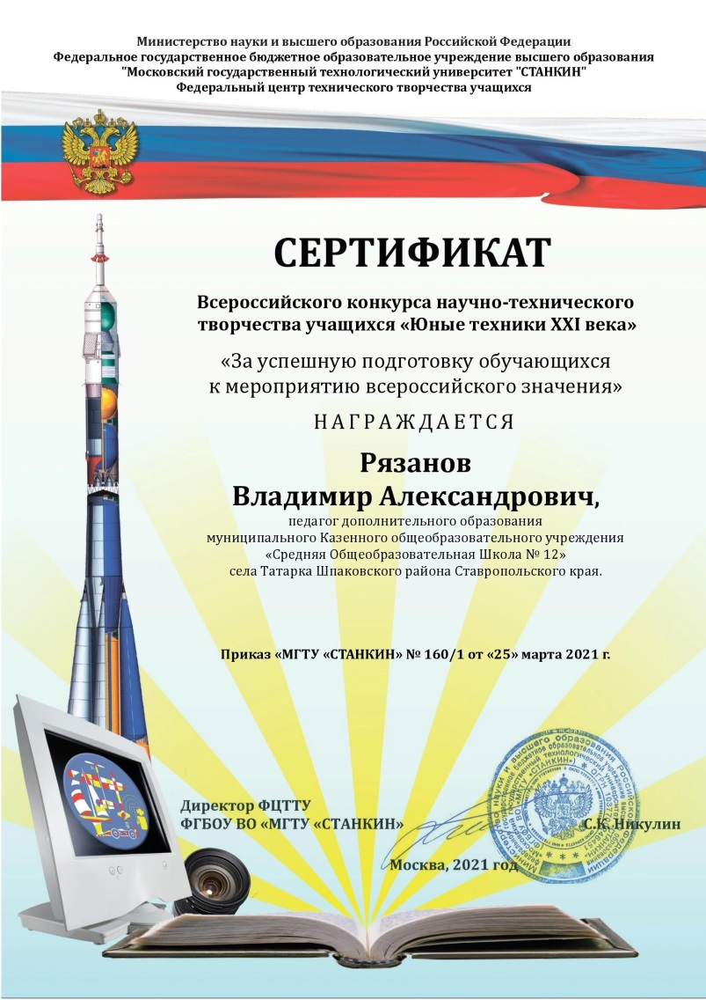 Министерство науки и высшего образования Российской Федерации
Федеральное государственное бюджетное образовательное учреждение высшего образования
"Московский государственный технологический университет "СТАНКИН"
Федеральный центр технического творчества учащихся
СЕРТИФИКАТ
Всероссийского конкурса научно-технического
творчества учащихся «Юные техники XXI века»
«За успешную подготовку обучающихся
к мероприятию всероссийского значения»
НАГРАЖДАЕТСЯ
Рязанов
Владимир Александрович,
педагог дополнительного образования
муниципального Казенного общеобразовательного учреждения
«Средняя Общеобразовательная Школа № 12»
села Татарка Шпаковского района Ставропольского края.
Приказ «МГТУ «СТАНКИН» № 160/1 от «25» марта 2021 г.
Директор ФЦТТУ
ФГБОУ ВО «МГТУ «СТАНКИН»
С.К. Никулин
Москва, 2021 год